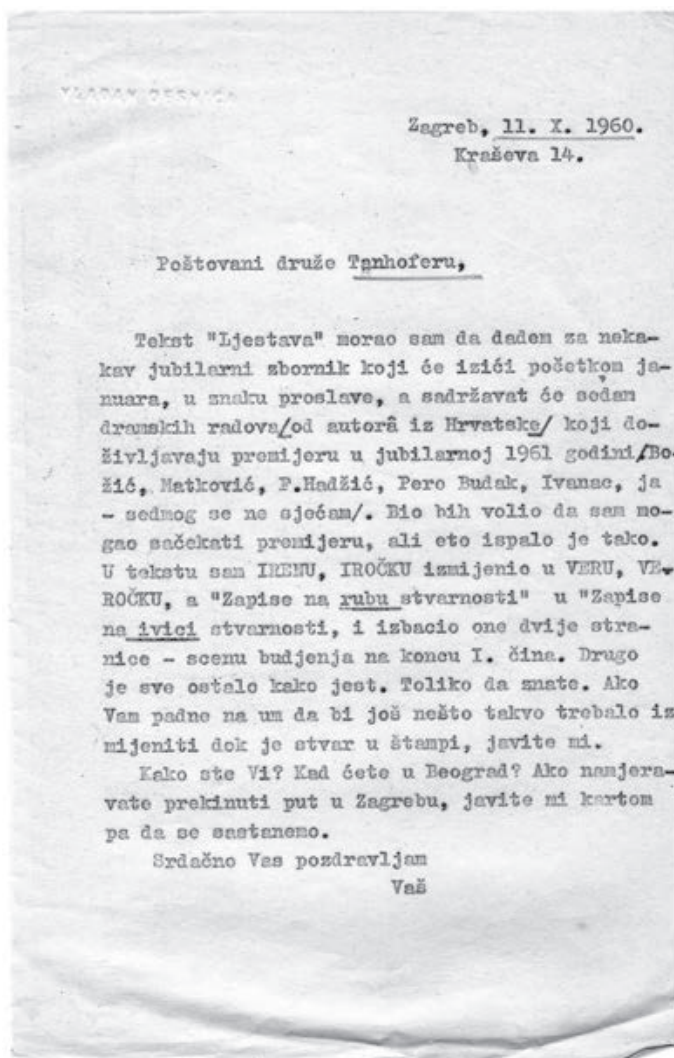 VLADAN DESNICA
Zagreb, 11. X. 1960.
Kraševa 14.
Poštovani druže Tanhoferu,
Tekst "Ljestava" morao sam da dadem za neka-
kav jubilarni zbornik koji će izići početkom ja-
nuara, u znaku proslave, a sadržavat će sedam
dramskih radova/od autorâ iz Hrvatske/ koji do-
življavaju premijeru u jubilarnoj 1961 godini/Bo-
žić, Matković, F.Hadžić, Pero Budak, Ivanac, ja
- sedmog se ne sjećam/. Bio bih volio da sam mo-
gao sačekati premijeru, ali eto ispalo je tako.
U tekstu sam IRENU, IROČKU izmijenio u VERU, VE-
ROČKU, a "Zapise na rubu stvarnosti" u "Zapise
na ivici stvarnosti, i izbacio one dvije stra-
nice - scenu budjenja na koncu I. čina. Drugo
je sve ostalo kako jest. Toliko da znate. Ako
Vam padne na um da bi još nešto takvo trebalo iz
mijeniti dok je stvar u štampi, javite mi.
Kako ste Vi? Kad ćete u Beograd? Ako namjera-
vate prekinuti put u Zagrebu, javite mi kartom
pa da se sastanemo.
Srdačno Vas pozdravljam
Vaš